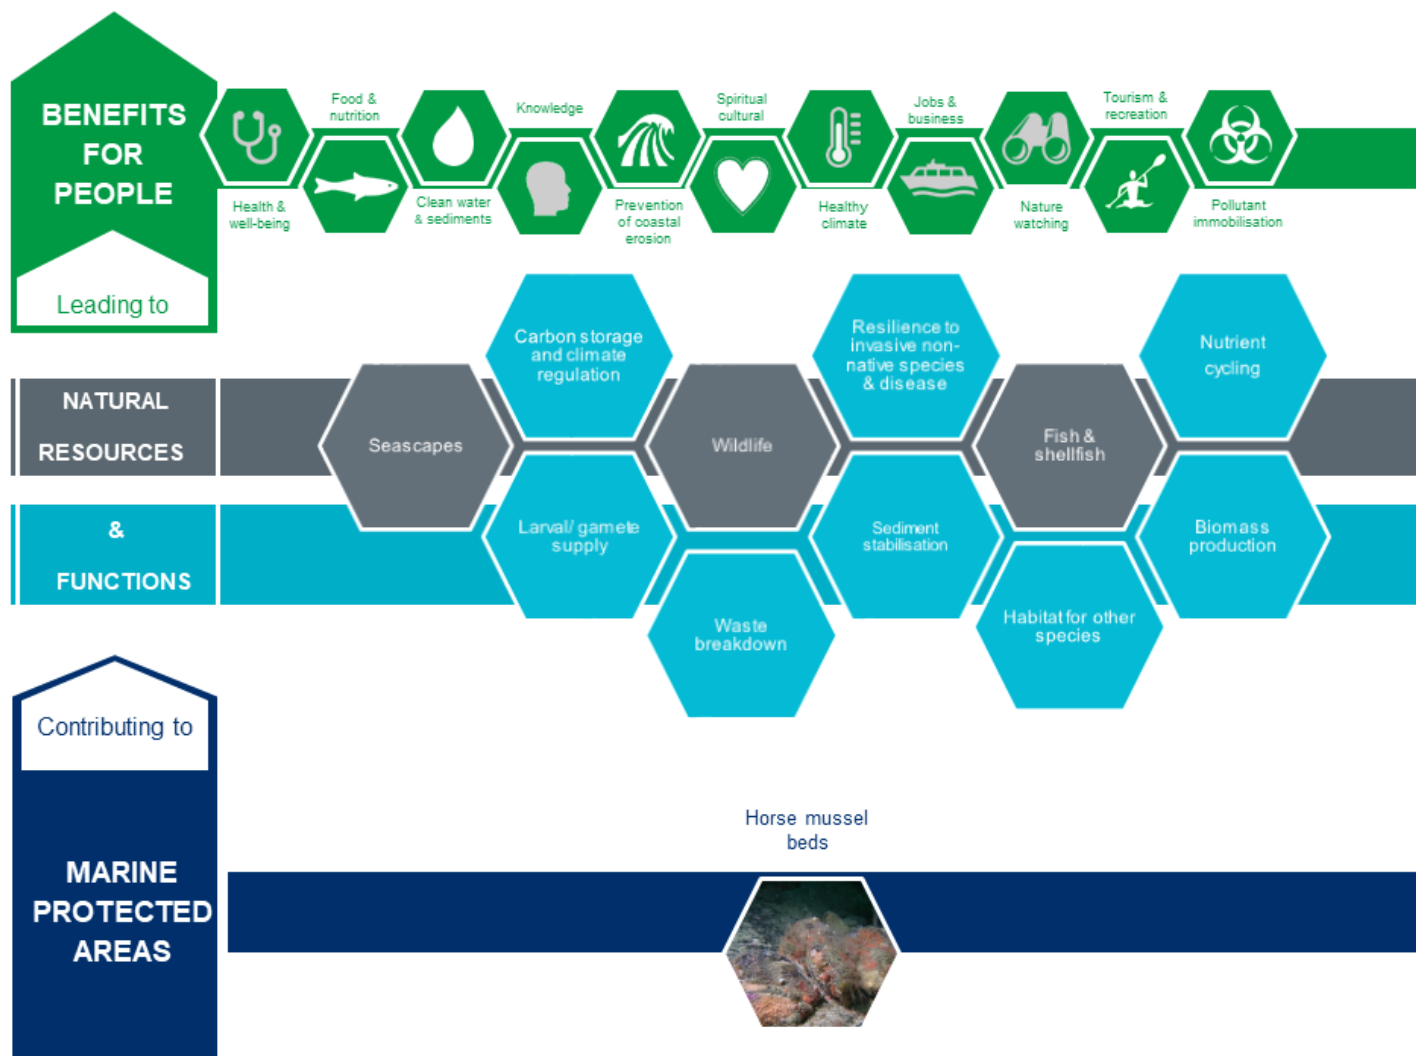 BENEFITS
FOR
PEOPLE
Leading to
Health &
well-being
Food &
nutrition
Clean water
& sediments
Knowledge
Prevention
of coastal
erosion
Spiritual
cultural
Healthy
climate
Jobs &
business
Nature
watching
Tourism &
recreation
Pollutant
immobilisation
NATURAL
RESOURCES
&
FUNCTIONS
Seascapes
Carbon storage
and climate
regulation
Larval/ gamete
supply
Wildlife
Waste
breakdown
Resilience to
invasive non-
native species
& disease
Sediment
stabilisation
Fish &
shellfish
Habitat for other
species
Nutrient
cycling
Biomass
production
Contributing to
MARINE
PROTECTED
AREAS
Horse mussel
beds